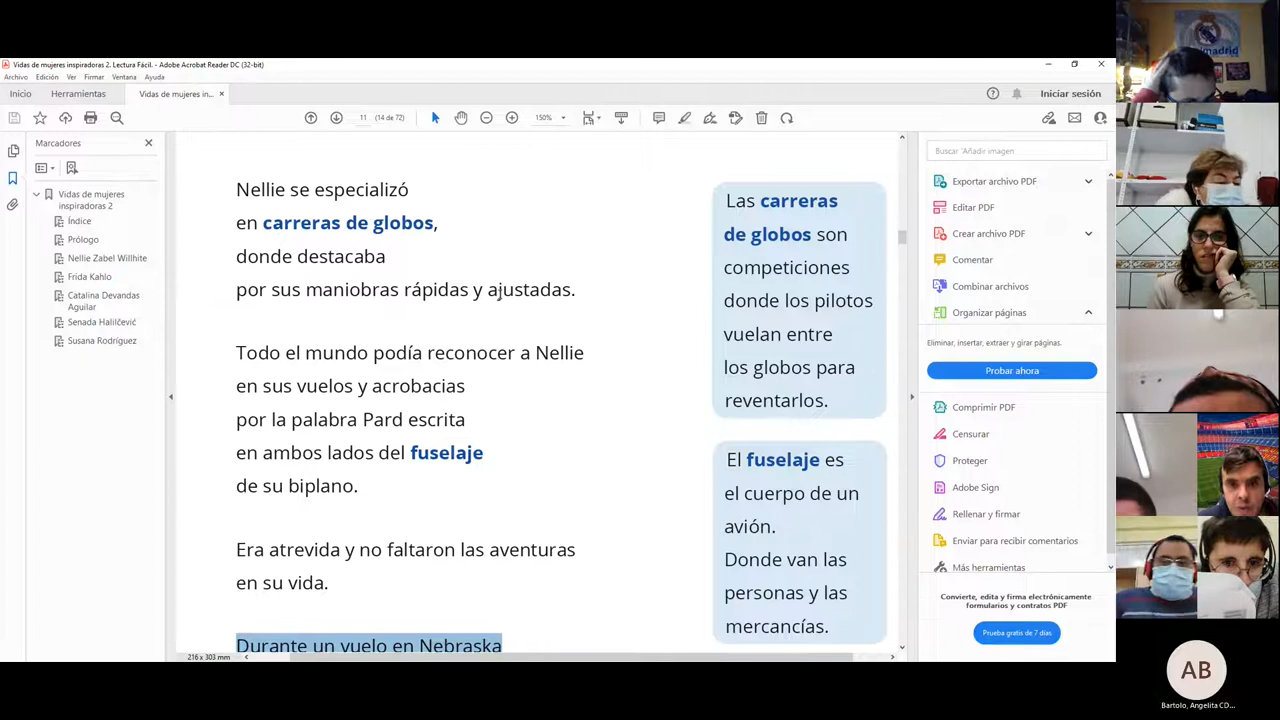 Vidas de mujeres inspiradoras 2. Lectura Fácil. - Adobe Acrobat Reader DC (32-bit)
Archivo Edición Ver Firmar Ventana Ayuda
Inicio Herramientas Vidas de mujeres in... × Iniciar sesión
11 (14 de 72) 150%
Marcadores
Vidas de mujeres
inspiradoras 2
Índice
Prólogo
Nellie Zabel Willhite
Frida Kahlo
Catalina Devandas
Aguilar
Senada Halilčević
Susana Rodríguez
Nellie se especializó
en carreras de globos,
donde destacaba
por sus maniobras rápidas y ajustadas.
Todo el mundo podía reconocer a Nellie
en sus vuelos y acrobacias
por la palabra Pard escrita
en ambos lados del fuselaje
de su biplano.
Era atrevida y no faltaron las aventuras
en su vida.
Durante un vuelo en Nebraska
216 x 303 mm
Las carreras
de globos son
competiciones
donde los pilotos
vuelan entre
los globos para
reventarlos.
El fuselaje es
el cuerpo de un
avión.
Donde van las
personas y las
mercancías.
Buscar 'Añadir imagen'
Exportar archivo PDF
Editar PDF
Crear archivo PDF
Comentar
Combinar archivos
Organizar páginas
Eliminar, insertar, extraer y girar páginas.
Probar ahora
Comprimir PDF
Censurar
Proteger
Adobe Sign
Rellenar y firmar
Enviar para recibir comentarios
Más herramientas
Convierte, edita y firma electrónicamente
formularios y contratos PDF
Prueba gratis de 7 días
AB
Bartolo, Angelita CD...